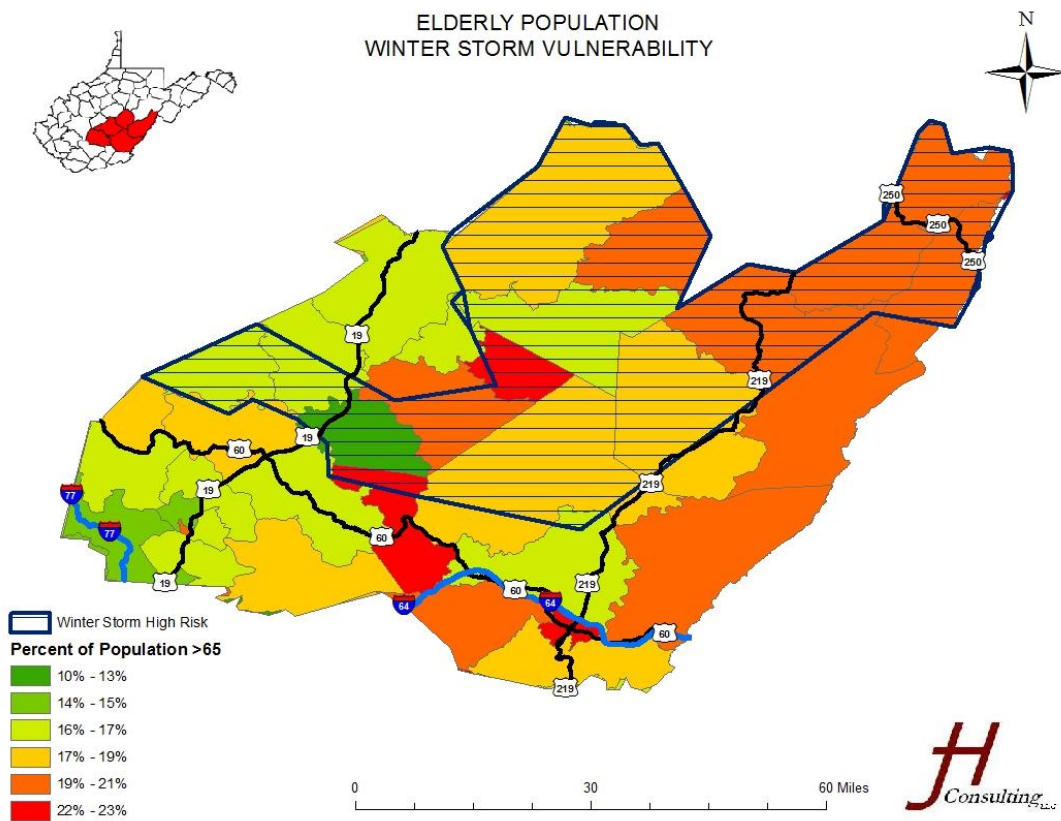 ELDERLY POPULATION
WINTER STORM VULNERABILITY
N
250
250
250
19
219
19
60
219
77
19
60
77
19
64
60
64
219
60
219
Winter Storm High Risk
Percent of Population >65
10% - 13%
14% - 15%
16% - 17%
17% - 19%
19% - 21%
22% - 23%
0 30 60 Miles
JH
Consulting, LLC